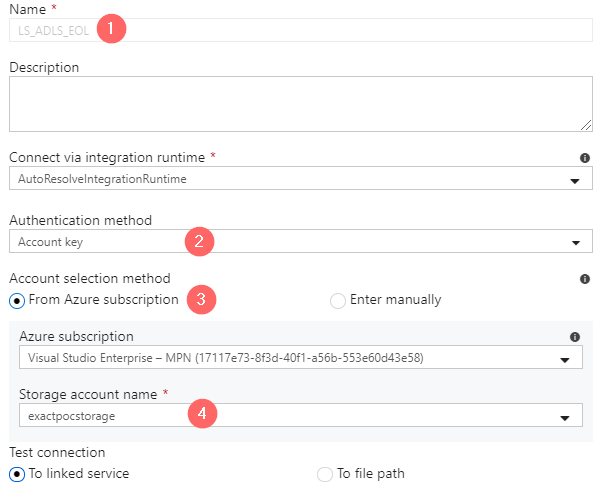 Name *
LS_ADLS_EOL 1
Description
Connect via integration runtime *
AutoResolveIntegrationRuntime
Authentication method
Account key 2
Account selection method
From Azure subscription 3 Enter manually
Azure subscription
Visual Studio Enterprise – MPN (17117e73-8f3d-40f1-a56b-553e60d43e58)
Storage account name *
exactpocstorage 4
Test connection
To linked service To file path